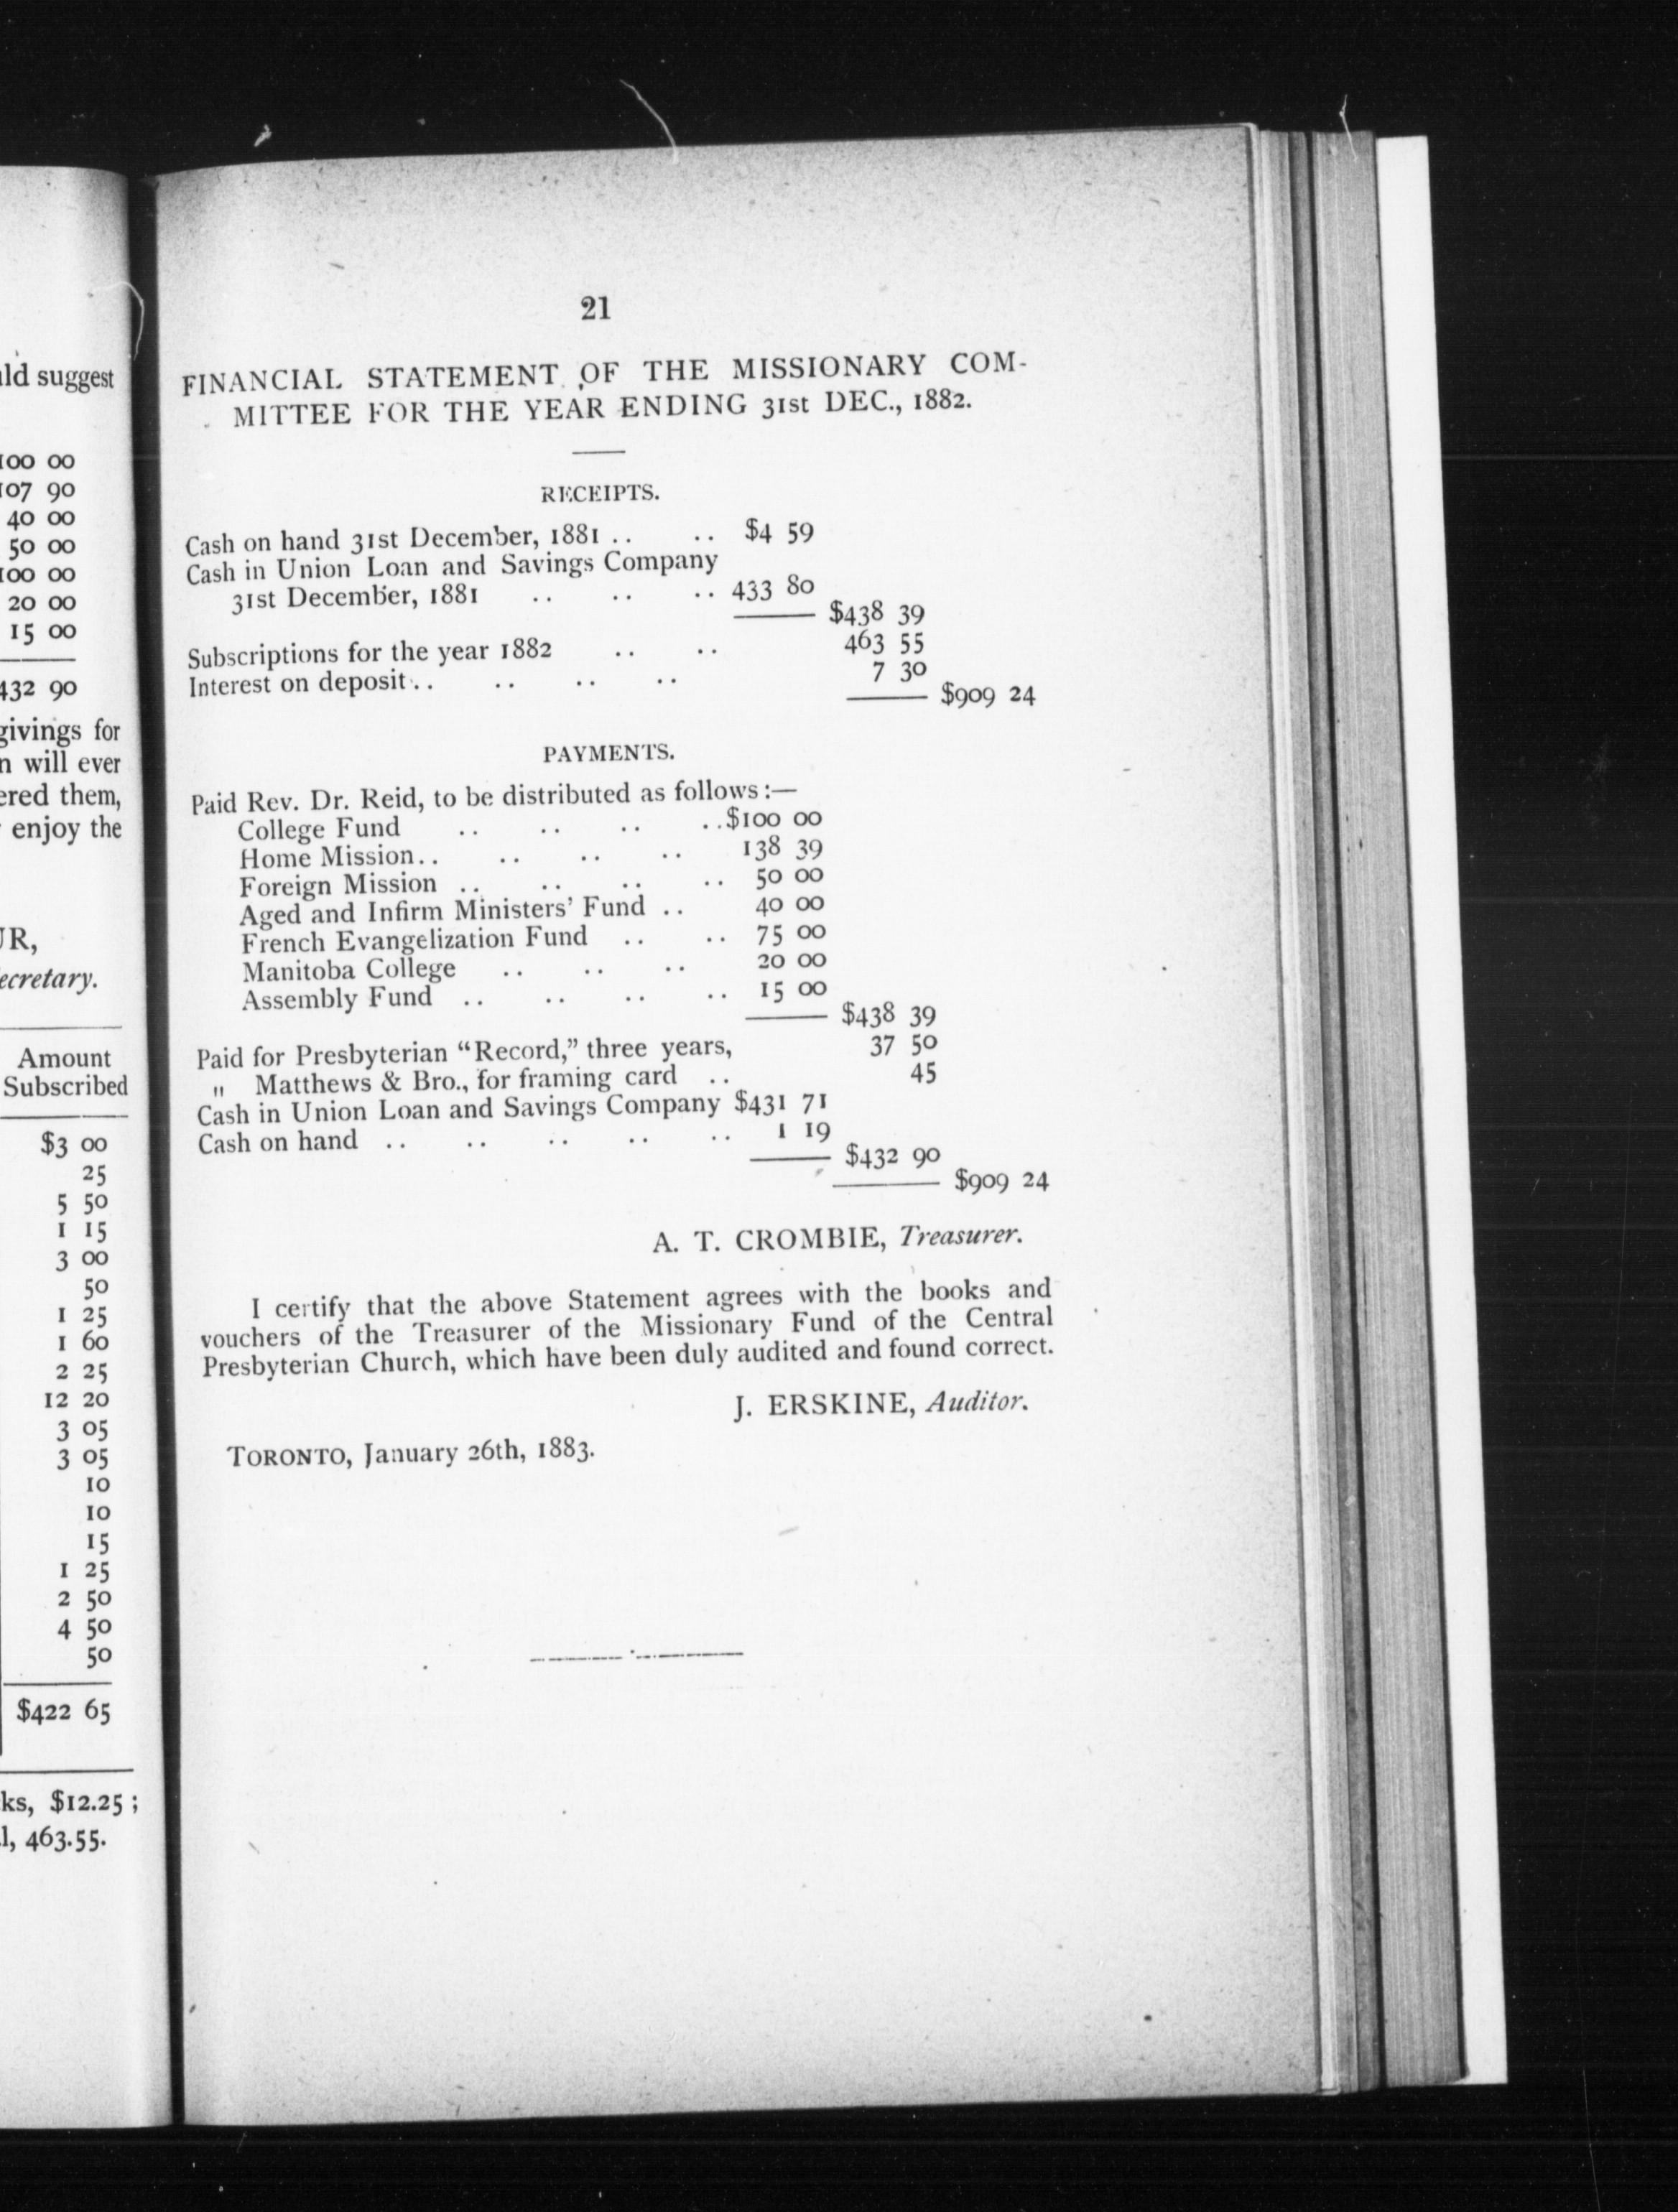 ld suggest
100 00
107 90
40 00
50 00
100 00
20 00
15 00
432 90
givings for
will ever
ered them,
enjoy the
UR,
ecretary.
Amount
Subscribed
$3 00
25
5 50
1 15
3 00
50
1 25
1 60
2 25
12 20
3 05
3 05
10
10
15
1 25
2 50
4 50
50
$422 65
ks, $12.25 ;
l, 463.55.
21
FINANCIAL STATEMENT OF THE MISSIONARY COM-
MITTEE FOR THE YEAR ENDING 31st DEC., 1882.
RECEIPTS.
Cash on hand 31st December, 1881 .. .. $4 59
Cash in Union Loan and Savings Company
31st December, 1881 .. .. .. 433 80
$438 39
Subscriptions for the year 1882 .. .. 463 55
Interest on deposit .. .. .. .. 7 30
$909 24
PAYMENTS.
Paid Rev. Dr. Reid, to be distributed as follows :—
College Fund .. .. .. .. $100 00
Home Mission .. .. .. .. 138 39
Foreign Mission .. .. .. .. 50 00
Aged and Infirm Ministers' Fund .. 40 00
French Evangelization Fund .. .. 75 00
Manitoba College .. .. .. 20 00
Assembly Fund .. .. .. .. 15 00
$438 39
Paid for Presbyterian “Record,” three years, 37 50
" Matthews & Bro., for framing card .. 45
Cash in Union Loan and Savings Company $431 71
Cash on hand .. .. .. .. .. 1 19
$432 90
$909 24
A. T. CROMBIE, Treasurer.
I certify that the above Statement agrees with the books and
vouchers of the Treasurer of the Missionary Fund of the Central
Presbyterian Church, which have been duly audited and found correct.
J. ERSKINE, Auditor.
TORONTO, January 26th, 1883.